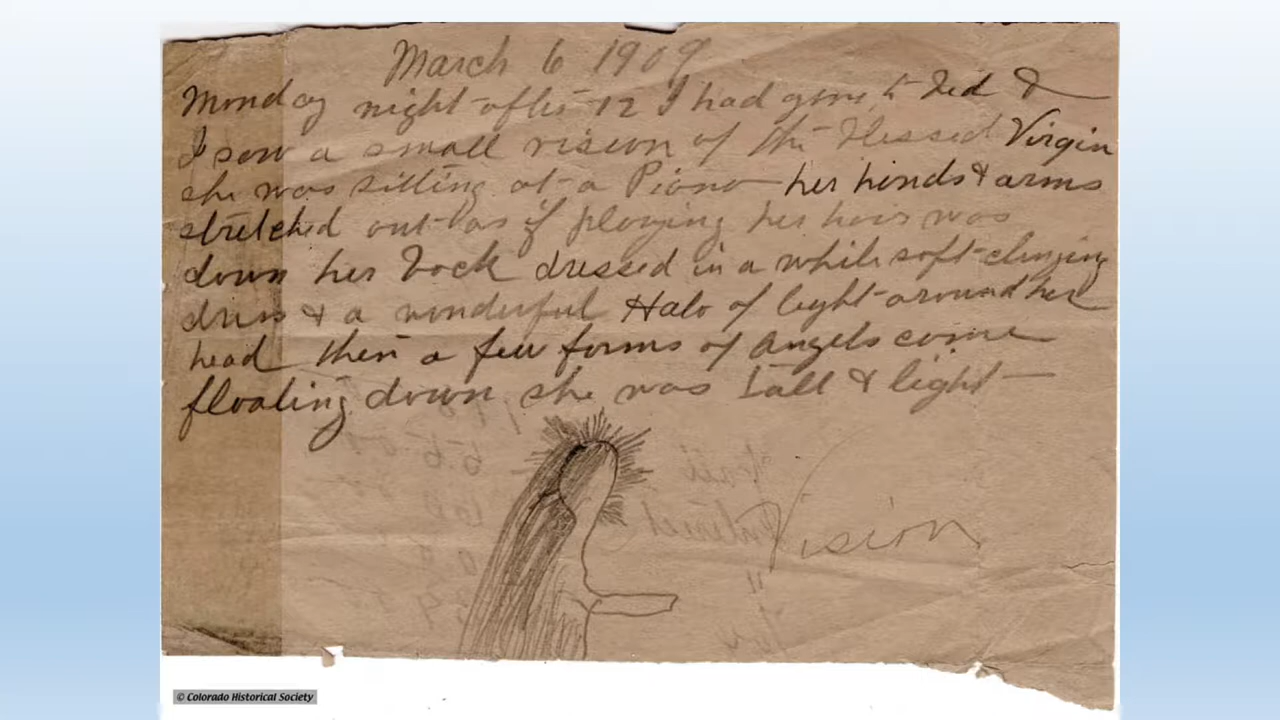 March 6 1909
Monday night after 12 I had gone to bed &
I saw a small vision of the Blessed Virgin
she was sitting at a Piano her hands & arms
stretched out as if playing her hair was
down her back dressed in a white soft clinging
dress & a wonderful Halo of light around her
head then a few forms of Angels come
floating down she was tall & light
Vision
© Colorado Historical Society